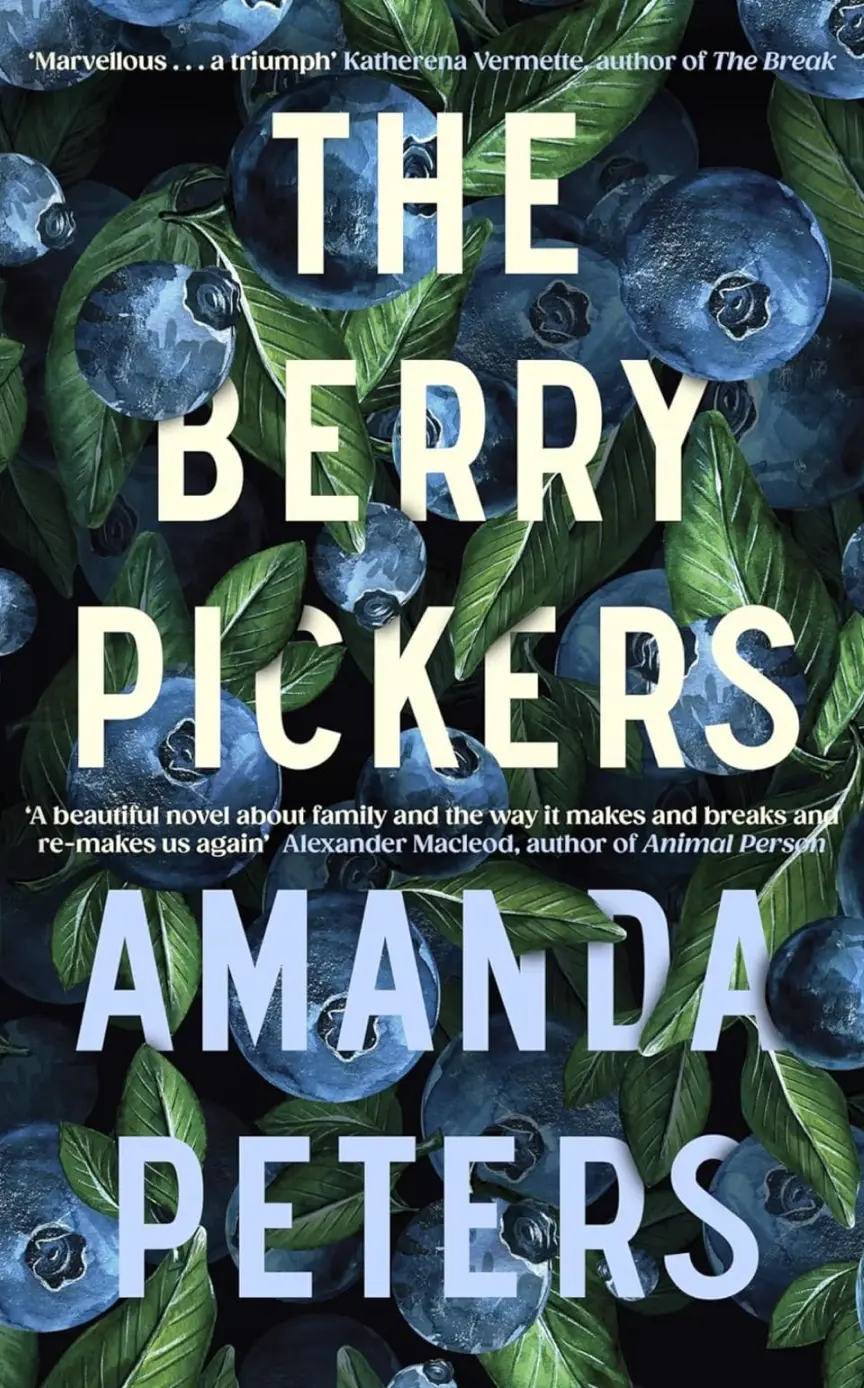 ‘Marvellous . . . a triumph’ Katherena Vermette, author of The Break
THE
BERRY
PICKERS
‘A beautiful novel about family and the way it makes and breaks and
re-makes us again’ Alexander Macleod, author of Animal Person
AMANDA
PETERS